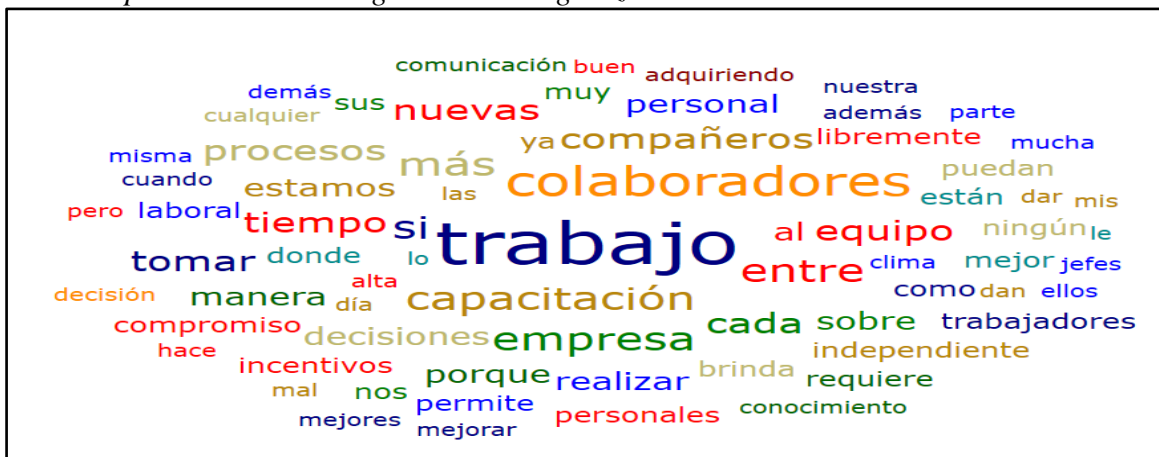 comunicación buen adquiriendo nuestra
demás sus nuevas muy personal además parte
cualquier ya compañeros libremente mucha
misma procesos más colaboradores puedan
cuando estamos las están dar mis
pero laboral tiempo si trabajo al equipo ningún le
tomar donde lo entre clima mejor jefes
decisión manera día alta capacitación como dan ellos
compromiso decisiones empresa cada sobre trabajadores
hace incentivos porque realizar brinda independiente
mal nos permite requiere
mejores mejorar personales conocimiento